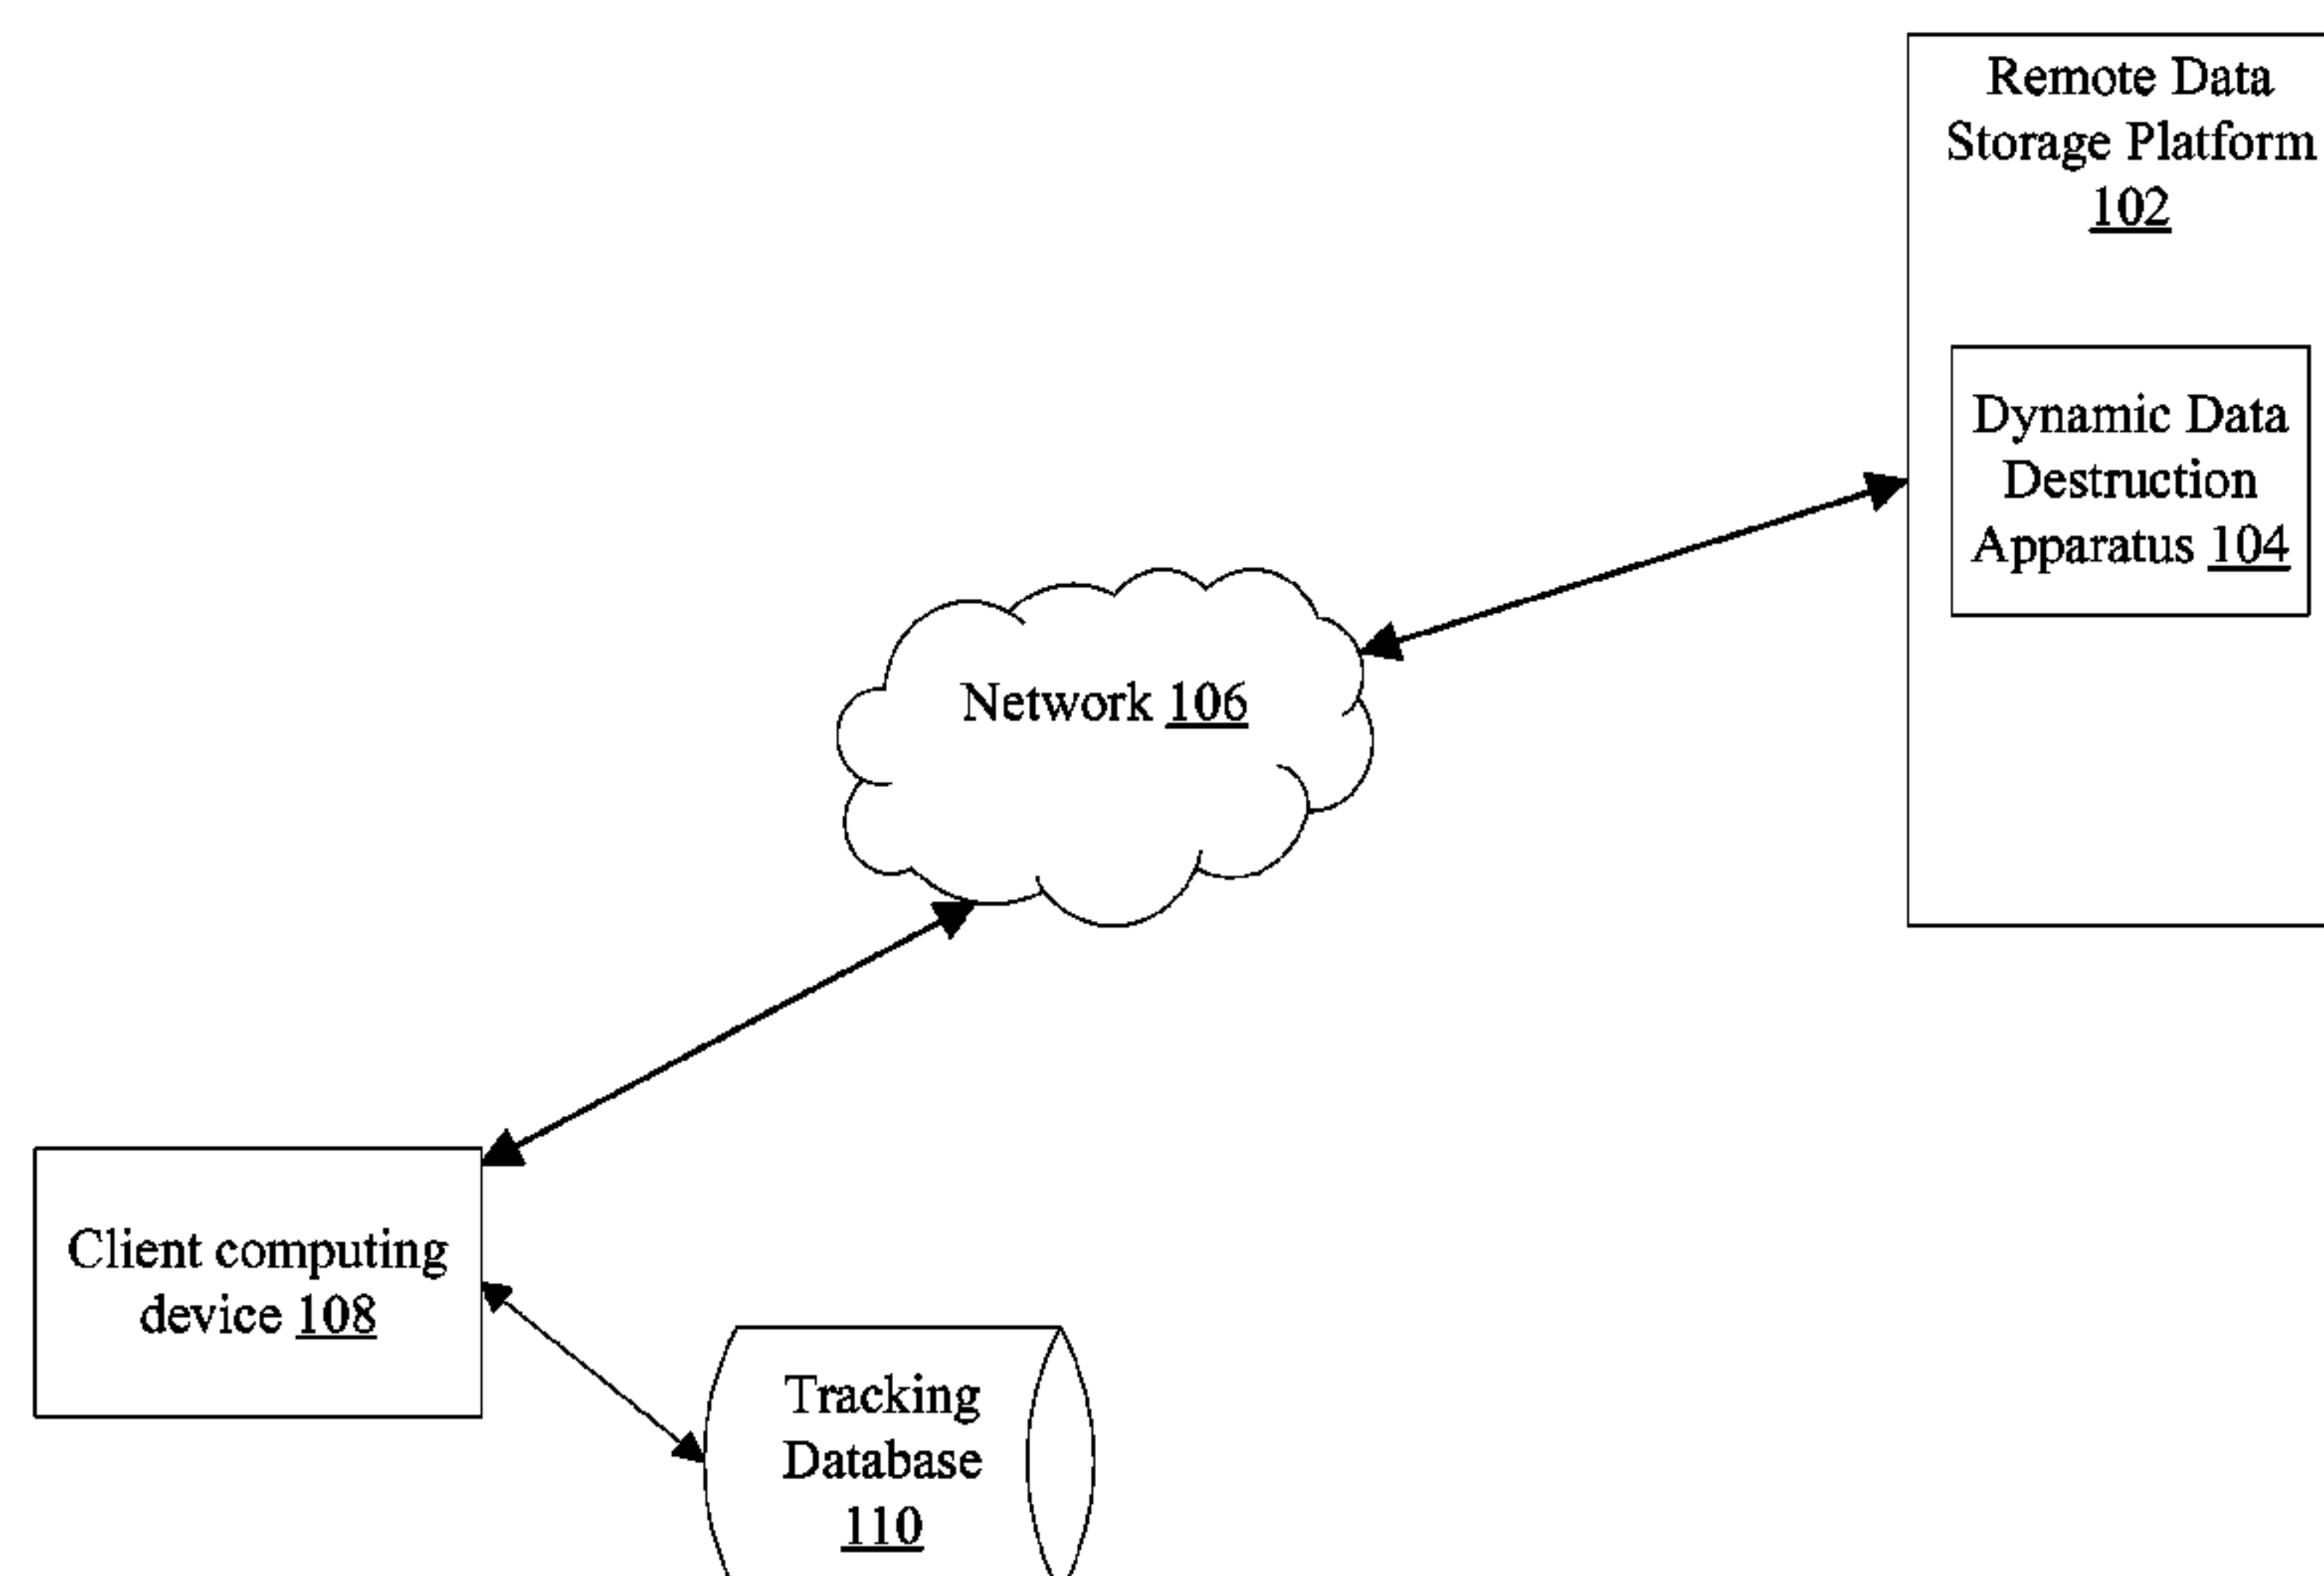 Remote Data
Storage Platform
102
Dynamic Data
Destruction
Apparatus 104
Network 106
Client computing
device 108
Tracking
Database
110